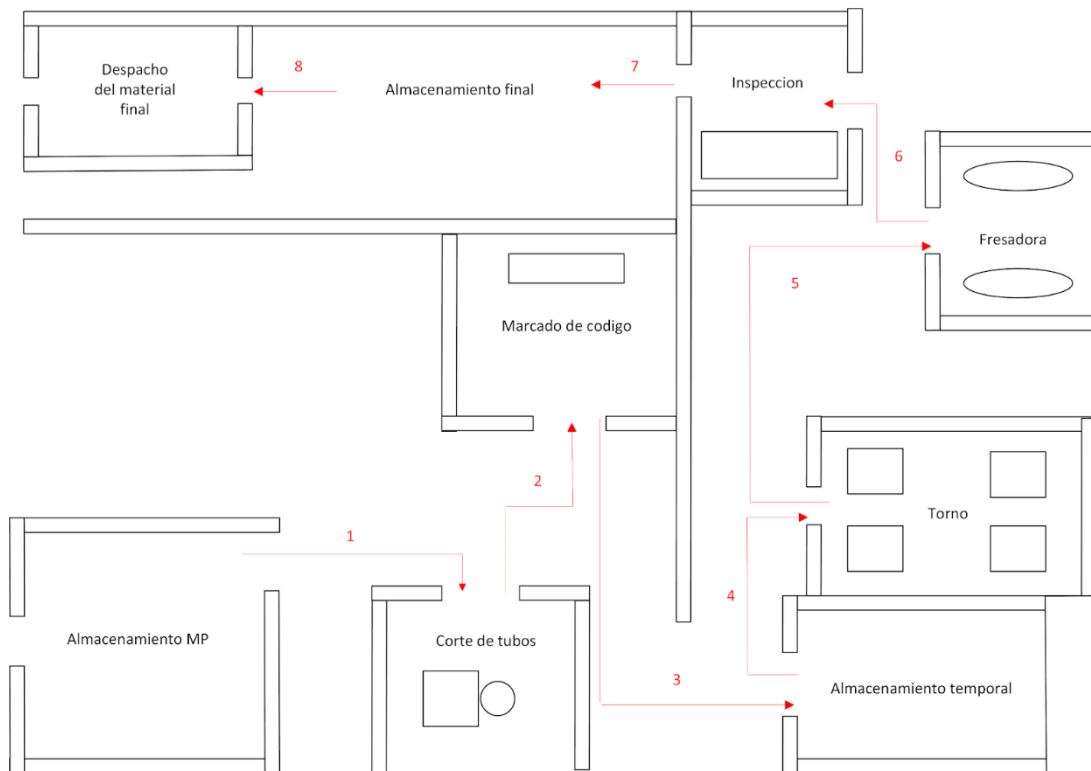 Despacho
del material
final
8
Almacenamiento final
7
Inspeccion
6
Fresadora
5
Marcado de codigo
2
1
Torno
4
Almacenamiento MP
Corte de tubos
3
Almacenamiento temporal